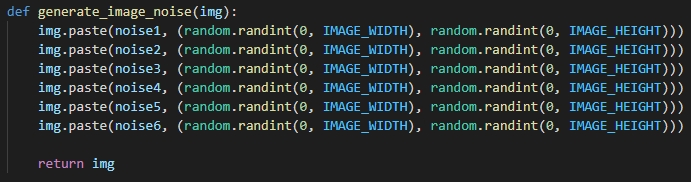 def generate_image_noise(img):
    img.paste(noise1, (random.randint(0, IMAGE_WIDTH), random.randint(0, IMAGE_HEIGHT)))
    img.paste(noise2, (random.randint(0, IMAGE_WIDTH), random.randint(0, IMAGE_HEIGHT)))
    img.paste(noise3, (random.randint(0, IMAGE_WIDTH), random.randint(0, IMAGE_HEIGHT)))
    img.paste(noise4, (random.randint(0, IMAGE_WIDTH), random.randint(0, IMAGE_HEIGHT)))
    img.paste(noise5, (random.randint(0, IMAGE_WIDTH), random.randint(0, IMAGE_HEIGHT)))
    img.paste(noise6, (random.randint(0, IMAGE_WIDTH), random.randint(0, IMAGE_HEIGHT)))

    return img